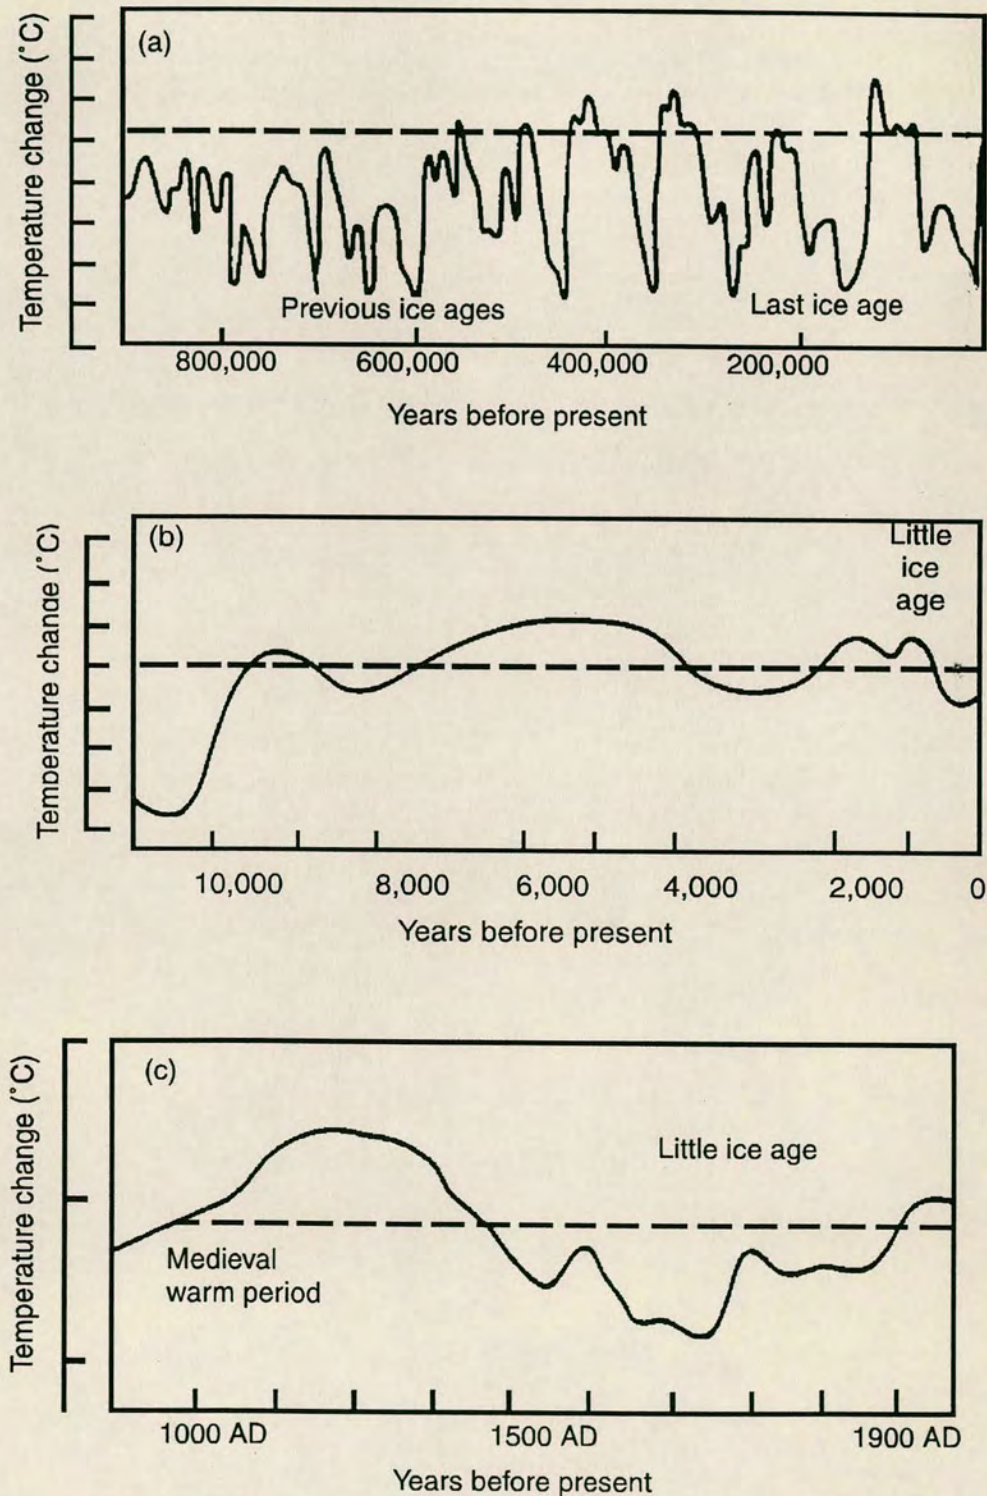 Temperature change (˚C)
(a)
Previous ice ages
Last ice age
800,000 600,000 400,000 200,000
Years before present
Temperature change (˚C)
(b)
Little
ice
age
10,000 8,000 6,000 4,000 2,000 0
Years before present
Temperature change (˚C)
(c)
Little ice age
Medieval
warm period
1000 AD 1500 AD 1900 AD
Years before present